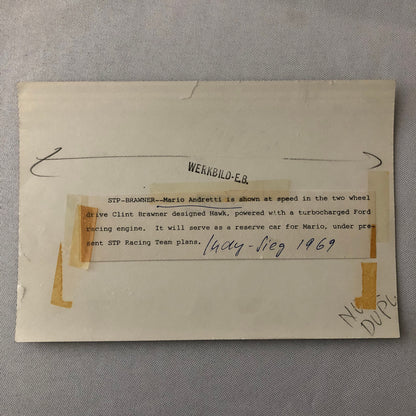 WERKBILD-E.B.
STP-BRAWNER--Mario Andretti is shown at speed in the two wheel
drive Clint Brawner designed Hawk, powered with a turbocharged Ford
racing engine. It will serve as a reserve car for Mario, under pre-
sent STP Racing Team plans. Indy-Sieg 1969
DUPL